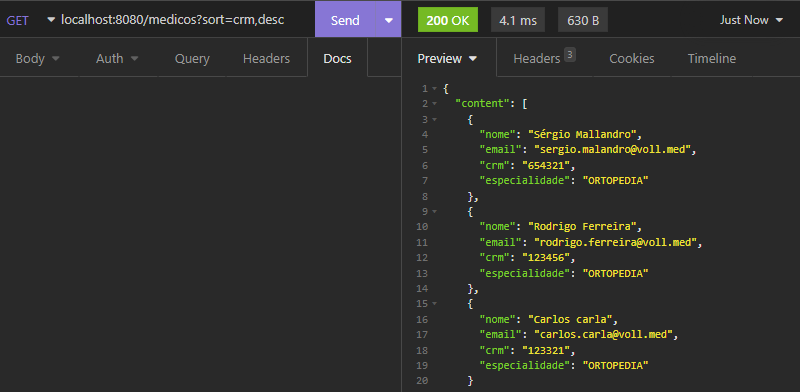 GET localhost:8080/medicos?sort=crm,desc Send 200 OK 4.1 ms 630 B Just Now
Body Auth Query Headers Docs Preview Headers 3 Cookies Timeline
1 {
2 "content": [
3 {
4 "nome": "Sérgio Mallandro",
5 "email": "sergio.malandro@voll.med",
6 "crm": "654321",
7 "especialidade": "ORTOPEDIA"
8 },
9 {
10 "nome": "Rodrigo Ferreira",
11 "email": "rodrigo.ferreira@voll.med",
12 "crm": "123456",
13 "especialidade": "ORTOPEDIA"
14 },
15 {
16 "nome": "Carlos carla",
17 "email": "carlos.carla@voll.med",
18 "crm": "123321",
19 "especialidade": "ORTOPEDIA"
20 }